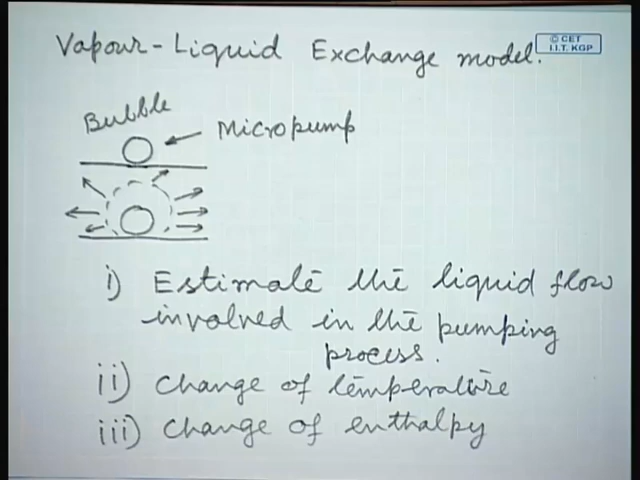 Vapour-Liquid Exchange model.
© CET
I.I.T. KGP
Bubble
Micropump
i) Estimate the liquid flow
involved in the pumping
process.
ii) change of temperature
iii) change of enthalpy